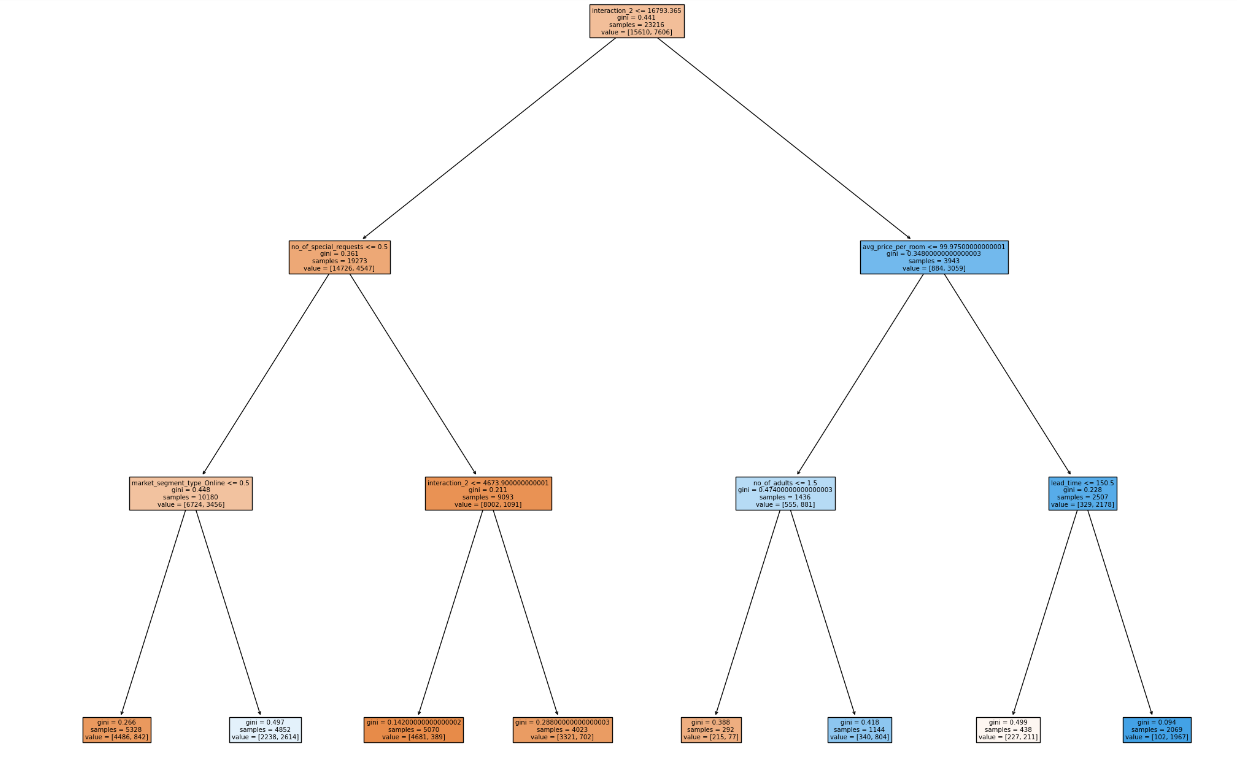 interaction_2 <= 16793.365
gini = 0.441
samples = 23216
value = [15610, 7606]
no_of_special_requests <= 0.5
gini = 0.361
samples = 19273
value = [14726, 4547]
avg_price_per_room <= 99.97500000000001
gini = 0.34800000000000003
samples = 3943
value = [884, 3059]
market_segment_type_Online <= 0.5
gini = 0.448
samples = 10180
value = [6724, 3456]
interaction_2 <= 4673.900000000001
gini = 0.211
samples = 9093
value = [8002, 1091]
no_of_adults <= 1.5
gini = 0.47400000000000003
samples = 1436
value = [555, 881]
lead_time <= 150.5
gini = 0.228
samples = 2507
value = [329, 2178]
gini = 0.266
samples = 5328
value = [4486, 842]
gini = 0.497
samples = 4852
value = [2238, 2614]
gini = 0.14200000000000002
samples = 5070
value = [4681, 389]
gini = 0.28800000000000003
samples = 4023
value = [3321, 702]
gini = 0.388
samples = 292
value = [215, 77]
gini = 0.418
samples = 1144
value = [340, 804]
gini = 0.499
samples = 438
value = [227, 211]
gini = 0.094
samples = 2069
value = [102, 1967]